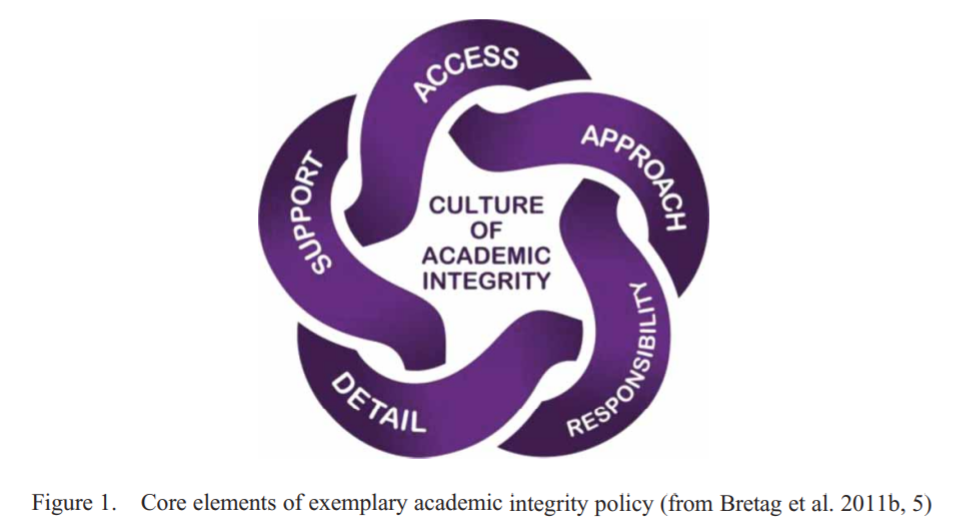 ACCESS
APPROACH
SUPPORT
CULTURE
OF
ACADEMIC
INTEGRITY
RESPONSIBILITY
DETAIL
Figure 1. Core elements of exemplary academic integrity policy (from Bretag et al. 2011b, 5)